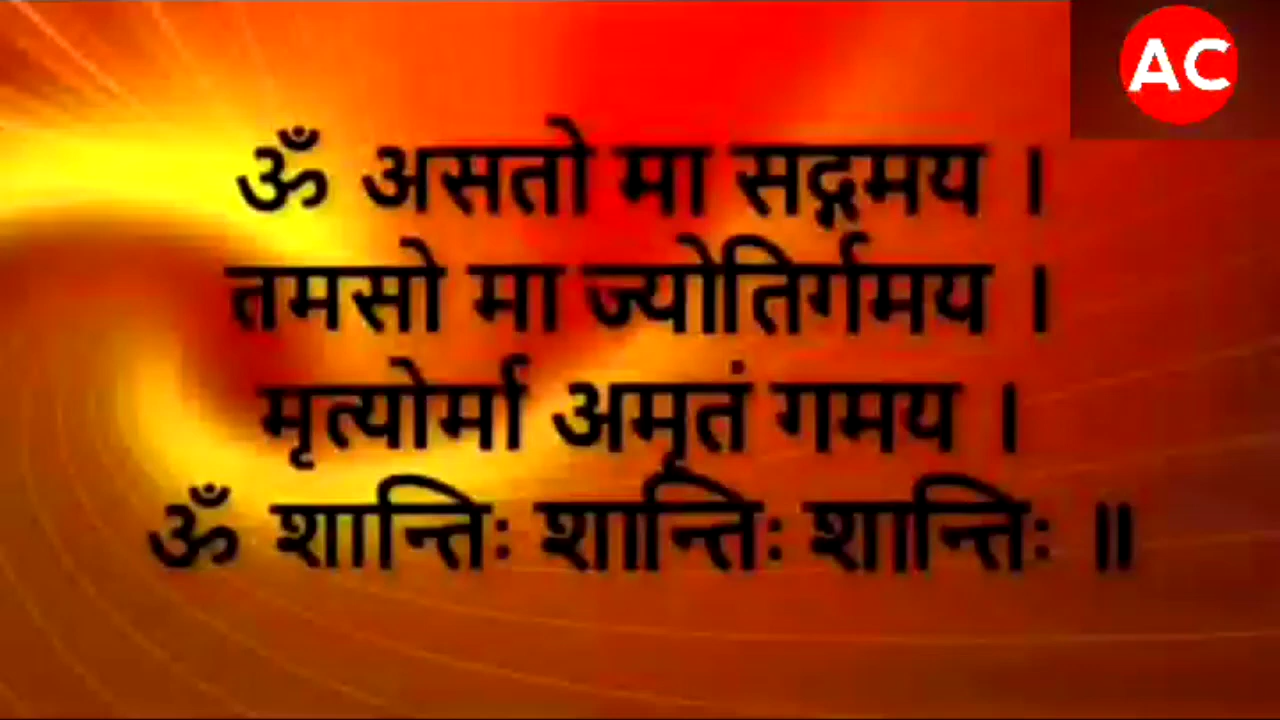 AC
ॐ असतो मा सद्गमय ।
तमसो मा ज्योतिर्गमय ।
मृत्योर्मा अमृतं गमय ।
ॐ शान्तिः शान्तिः शान्तिः ॥